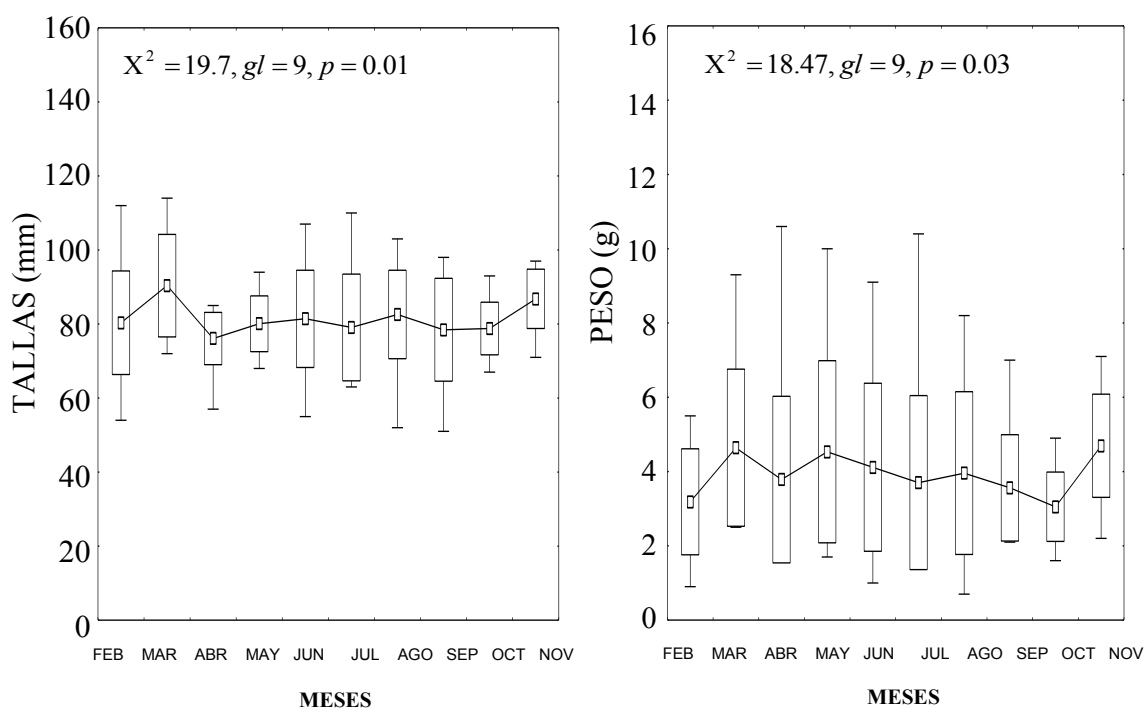 TALLAS (mm)
160
140
120
100
80
60
40
20
0
X² = 19.7, gl = 9, p = 0.01
FEB MAR ABR MAY JUN JUL AGO SEP OCT NOV
MESES
PESO (g)
16
14
12
10
8
6
4
2
0
X² = 18.47, gl = 9, p = 0.03
FEB MAR ABR MAY JUN JUL AGO SEP OCT NOV
MESES